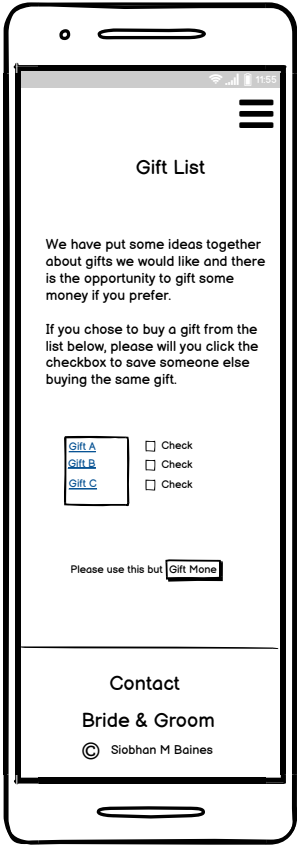 11:55
Gift List
We have put some ideas together
about gifts we would like and there
is the opportunity to gift some
money if you prefer.
If you chose to buy a gift from the
list below, please will you click the
checkbox to save someone else
buying the same gift.
Gift A Check
Gift B Check
Gift C Check
Please use this but Gift Mone
Contact
Bride & Groom
© Siobhan M Baines